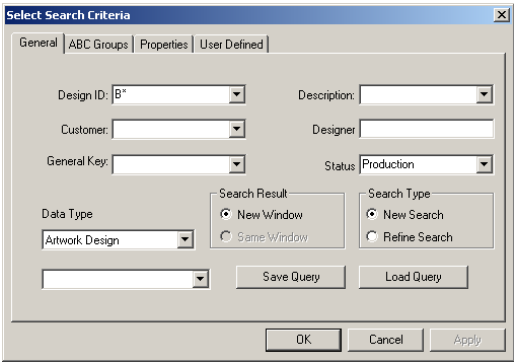 Select Search Criteria
General ABC Groups Properties User Defined
Design ID: B* Description:
Customer: Designer
General Key: Status Production
Search Result Search Type
Data Type New Window New Search
Artwork Design Same Window Refine Search
Save Query Load Query
OK Cancel Apply